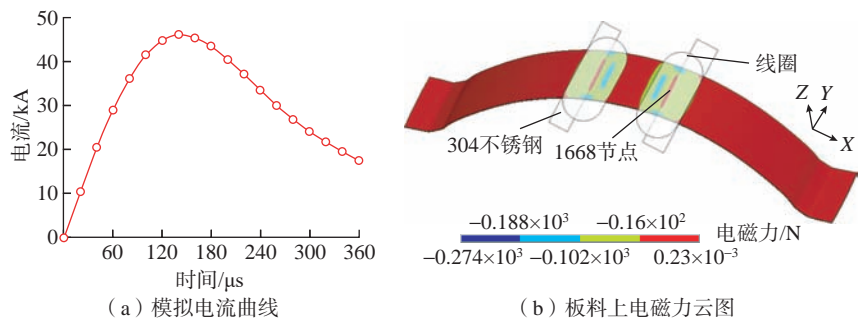 50
40
30
20
10
0
60
120
180
240
300
360
电流/kA
时间/μs
(a)模拟电流曲线
线圈
304不锈钢
1668节点
Z
Y
X
−0.188×10³
−0.16×10²
电磁力/N
−0.274×10³
−0.102×10³
0.23×10⁻³
(b)板料上电磁力云图